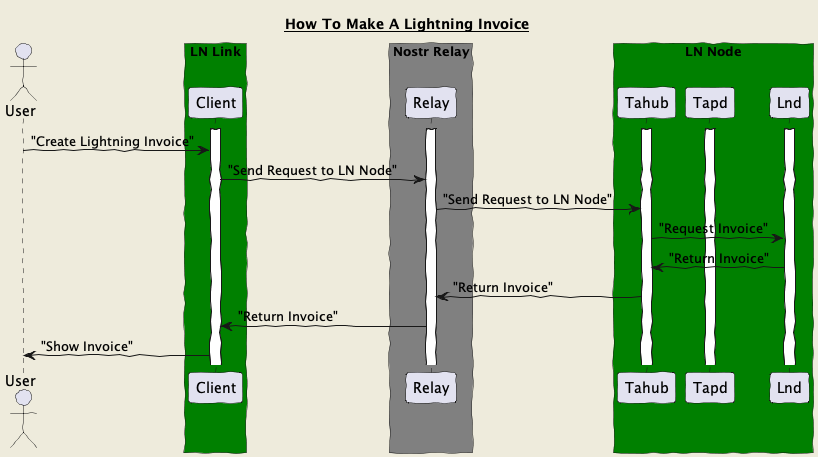 How To Make A Lightning Invoice
LN Link
Nostr Relay
LN Node
User
Client
Relay
Tahub
Tapd
Lnd
"Create Lightning Invoice"
"Send Request to LN Node"
"Send Request to LN Node"
"Request Invoice"
"Return Invoice"
"Return Invoice"
"Return Invoice"
"Show Invoice"
User
Client
Relay
Tahub
Tapd
Lnd